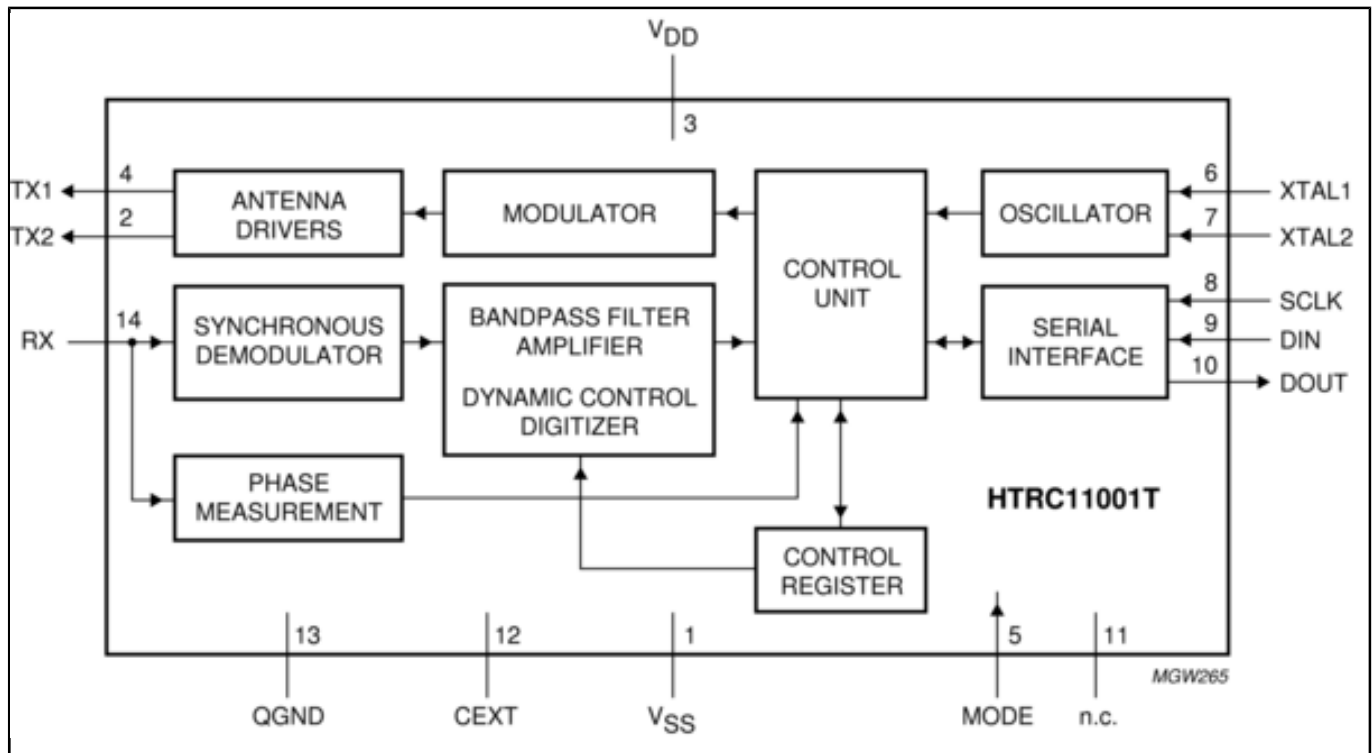 VDD
3
4
TX1
2
TX2
ANTENNA
DRIVERS
MODULATOR
CONTROL
UNIT
OSCILLATOR
6
XTAL1
7
XTAL2
14
RX
SYNCHRONOUS
DEMODULATOR
BANDPASS FILTER
AMPLIFIER
DYNAMIC CONTROL
DIGITIZER
SERIAL
INTERFACE
8
SCLK
9
DIN
10
DOUT
PHASE
MEASUREMENT
HTRC11001T
CONTROL
REGISTER
13
12
1
5
11
MGW265
QGND
CEXT
VSS
MODE
n.c.